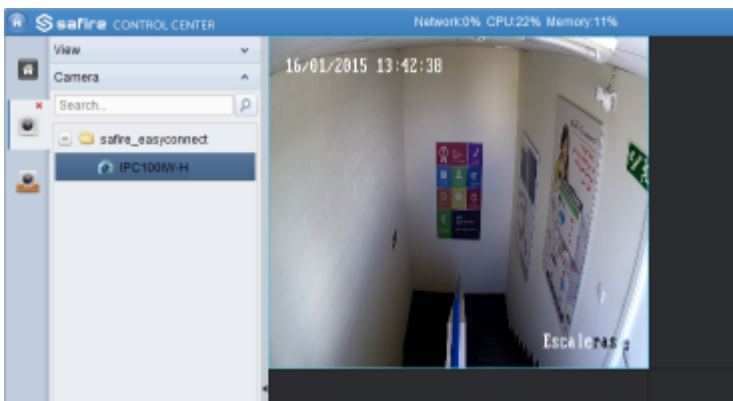 safire CONTROL CENTER
Network:0% CPU:22% Memory:11%
View
Camera
Search...
safire_easyconnect
IPC100IW-H
16/01/2015 13:42:38
Escaleras